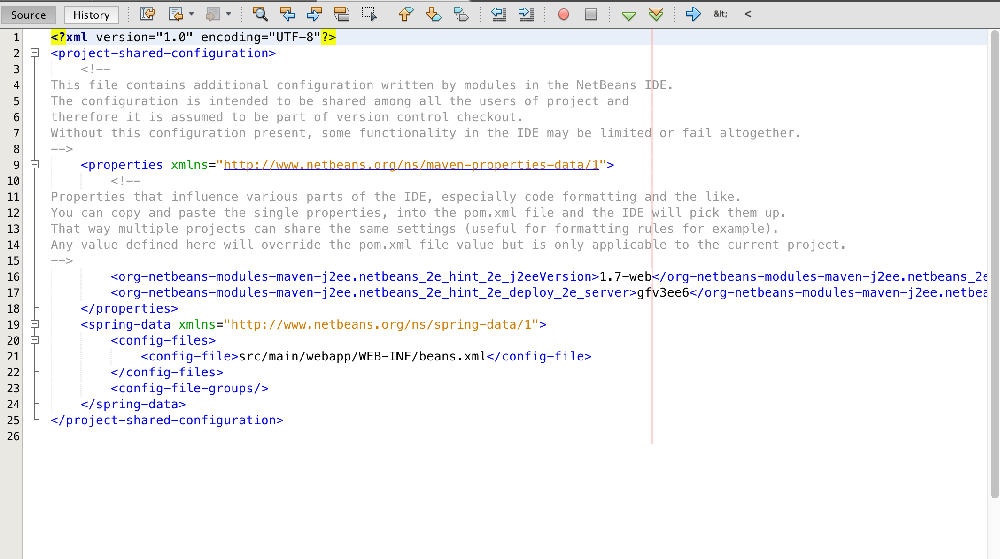 Source History &lt; <
1 <?xml version="1.0" encoding="UTF-8"?>
2 <project-shared-configuration>
3 <!--
4 This file contains additional configuration written by modules in the NetBeans IDE.
5 The configuration is intended to be shared among all the users of project and
6 therefore it is assumed to be part of version control checkout.
7 Without this configuration present, some functionality in the IDE may be limited or fail altogether.
8 -->
9 <properties xmlns="http://www.netbeans.org/ns/maven-properties-data/1">
10 <!--
11 Properties that influence various parts of the IDE, especially code formatting and the like.
12 You can copy and paste the single properties, into the pom.xml file and the IDE will pick them up.
13 That way multiple projects can share the same settings (useful for formatting rules for example).
14 Any value defined here will override the pom.xml file value but is only applicable to the current project.
15 -->
16 <org-netbeans-modules-maven-j2ee.netbeans_2e_hint_2e_j2eeVersion>1.7-web</org-netbeans-modules-maven-j2ee.netbeans_2e
17 <org-netbeans-modules-maven-j2ee.netbeans_2e_hint_2e_deploy_2e_server>gfv3ee6</org-netbeans-modules-maven-j2ee.netbea
18 </properties>
19 <spring-data xmlns="http://www.netbeans.org/ns/spring-data/1">
20 <config-files>
21 <config-file>src/main/webapp/WEB-INF/beans.xml</config-file>
22 </config-files>
23 <config-file-groups/>
24 </spring-data>
25 </project-shared-configuration>
26